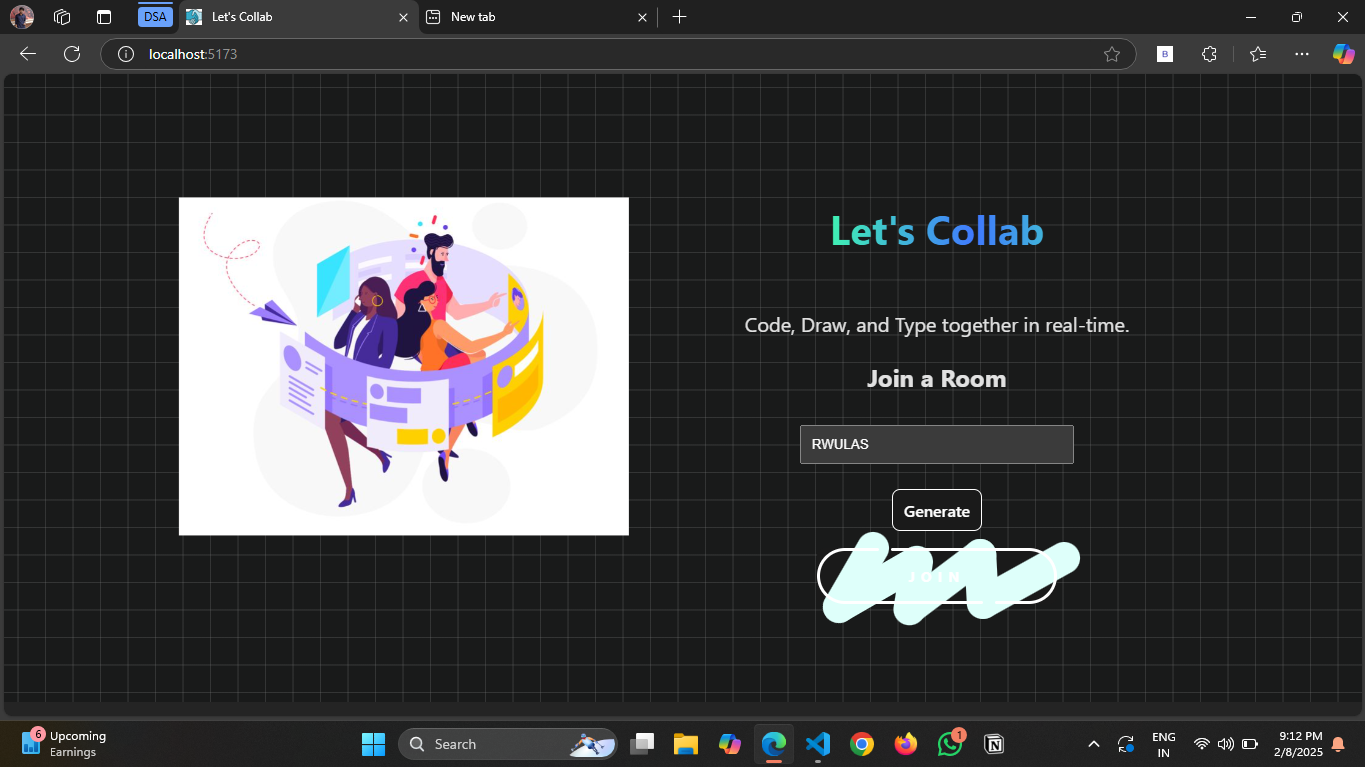 DSA
Let's Collab
New tab
localhost:5173
B
Let's Collab
Code, Draw, and Type together in real-time.
Join a Room
RWULAS
Generate
JOIN
6
Upcoming
Earnings
Search
1
ENG
IN
9:12 PM
2/8/2025